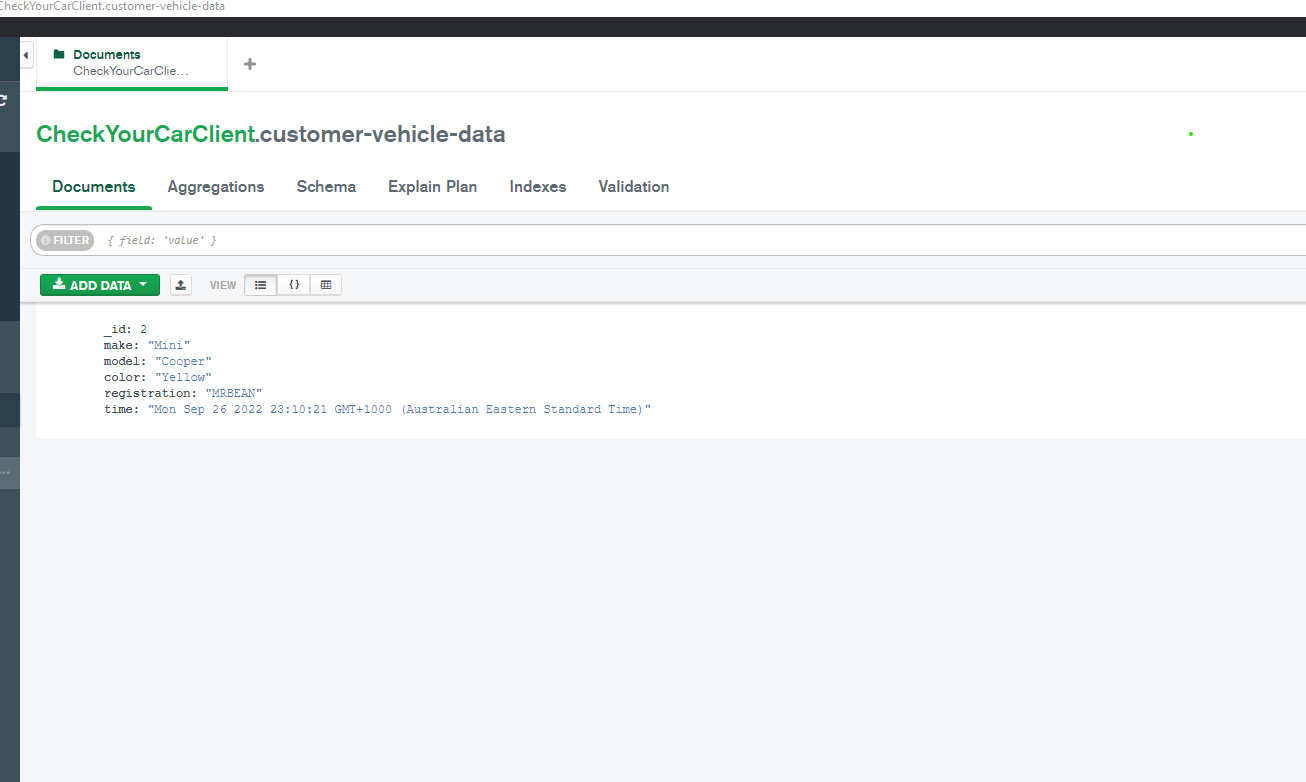 CheckYourCarClient.customer-vehicle-data
Documents
CheckYourCarClie...
CheckYourCarClient.customer-vehicle-data
Documents Aggregations Schema Explain Plan Indexes Validation
FILTER { field: 'value' }
ADD DATA VIEW {}
_id: 2
make: "Mini"
model: "Cooper"
color: "Yellow"
registration: "MRBEAN"
time: "Mon Sep 26 2022 23:10:21 GMT+1000 (Australian Eastern Standard Time)"